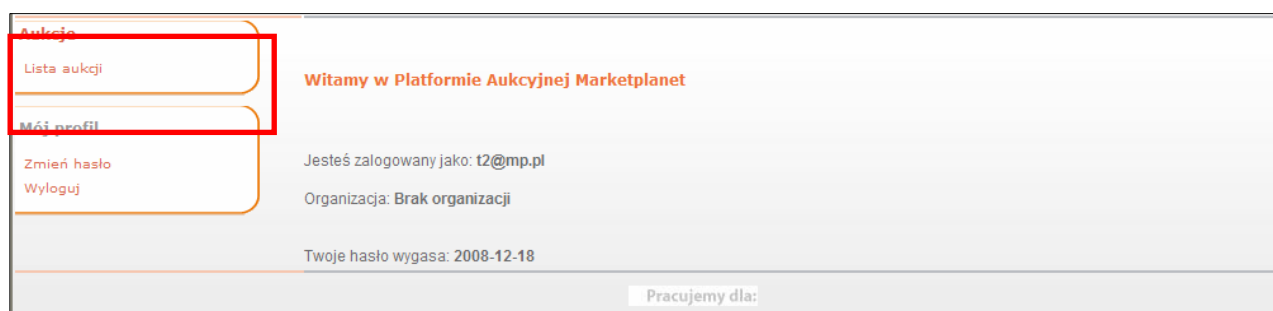 Aukcje
Lista aukcji
Mój profil
Zmień hasło
Wyloguj
Witamy w Platformie Aukcyjnej Marketplanet
Jesteś zalogowany jako: t2@mp.pl
Organizacja: Brak organizacji
Twoje hasło wygasa: 2008-12-18
Pracujemy dla: